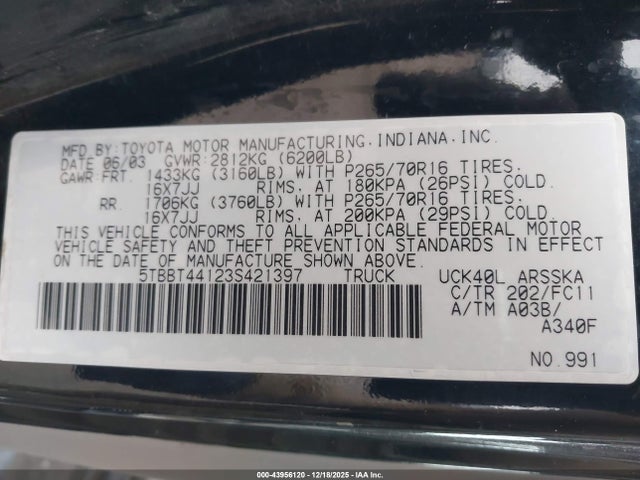 MFD.BY:TOYOTA MOTOR MANUFACTURING.INDIANA.INC.
DATE 06/03 GVWR:2812KG (6200LB)
GAWR:FRT. 1433KG (3160LB) WITH P265/70R16 TIRES.
16X7JJ RIMS. AT 180KPA (26PSI) COLD.
RR. 1706KG (3760LB) WITH P265/70R16 TIRES.
16X7JJ RIMS. AT 200KPA (29PSI) COLD.
THIS VEHICLE CONFORMS TO ALL APPLICABLE FEDERAL MOTOR
VEHICLE SAFETY AND THEFT PREVENTION STANDARDS IN EFFECT
ON THE DATE OF MANUFACTURE SHOWN ABOVE.
5TBBT44123S421397 TRUCK UCK40L ARSSKA
C/TR 202/FC11
A/TM A03B/
A340F
NO.991
000-43956120 - 12/18/2025 - IAA Inc.